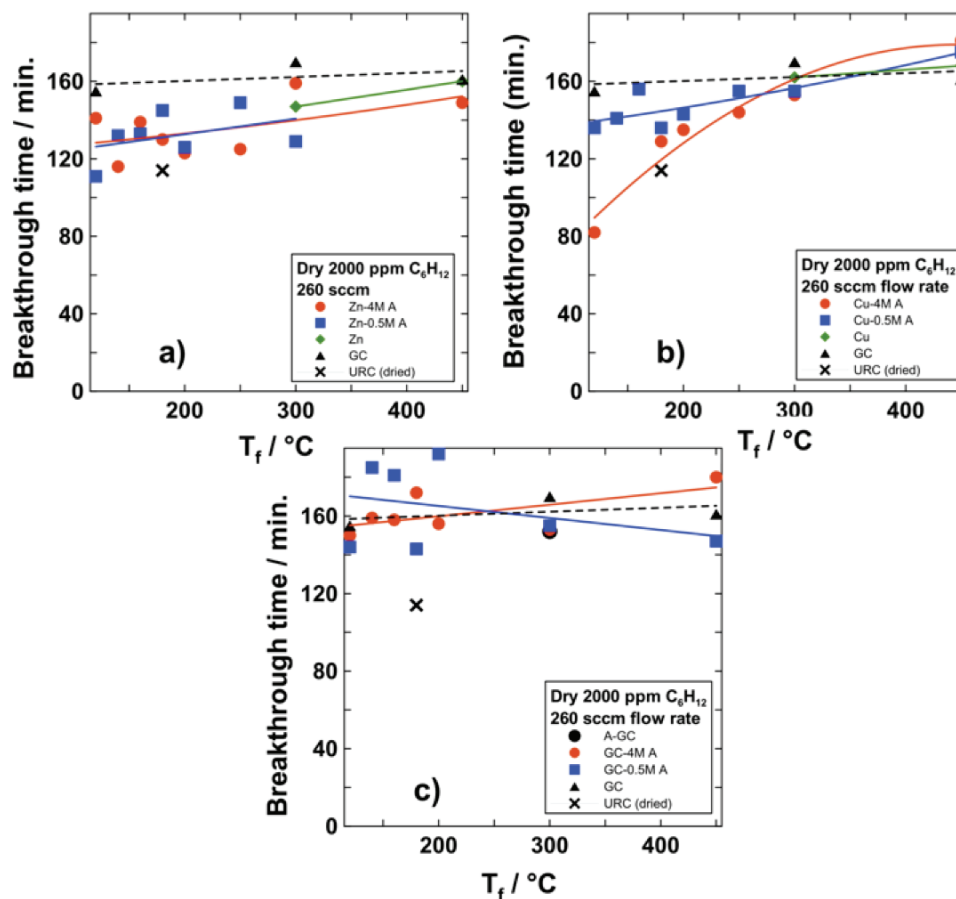 Breakthrough time / min.
160
120
80
40
0
200
300
400
T_f / °C
a)
Dry 2000 ppm C₆H₁₂
260 sccm
Zn-4M A
Zn-0.5M A
Zn
GC
URC (dried)
Breakthrough time (min.)
160
120
80
40
0
200
300
400
T_f / °C
b)
Dry 2000 ppm C₆H₁₂
260 sccm flow rate
Cu-4M A
Cu-0.5M A
Cu
GC
URC (dried)
Breakthrough time / min.
160
120
80
40
0
200
300
400
T_f / °C
c)
Dry 2000 ppm C₆H₁₂
260 sccm flow rate
A-GC
GC-4M A
GC-0.5M A
GC
URC (dried)